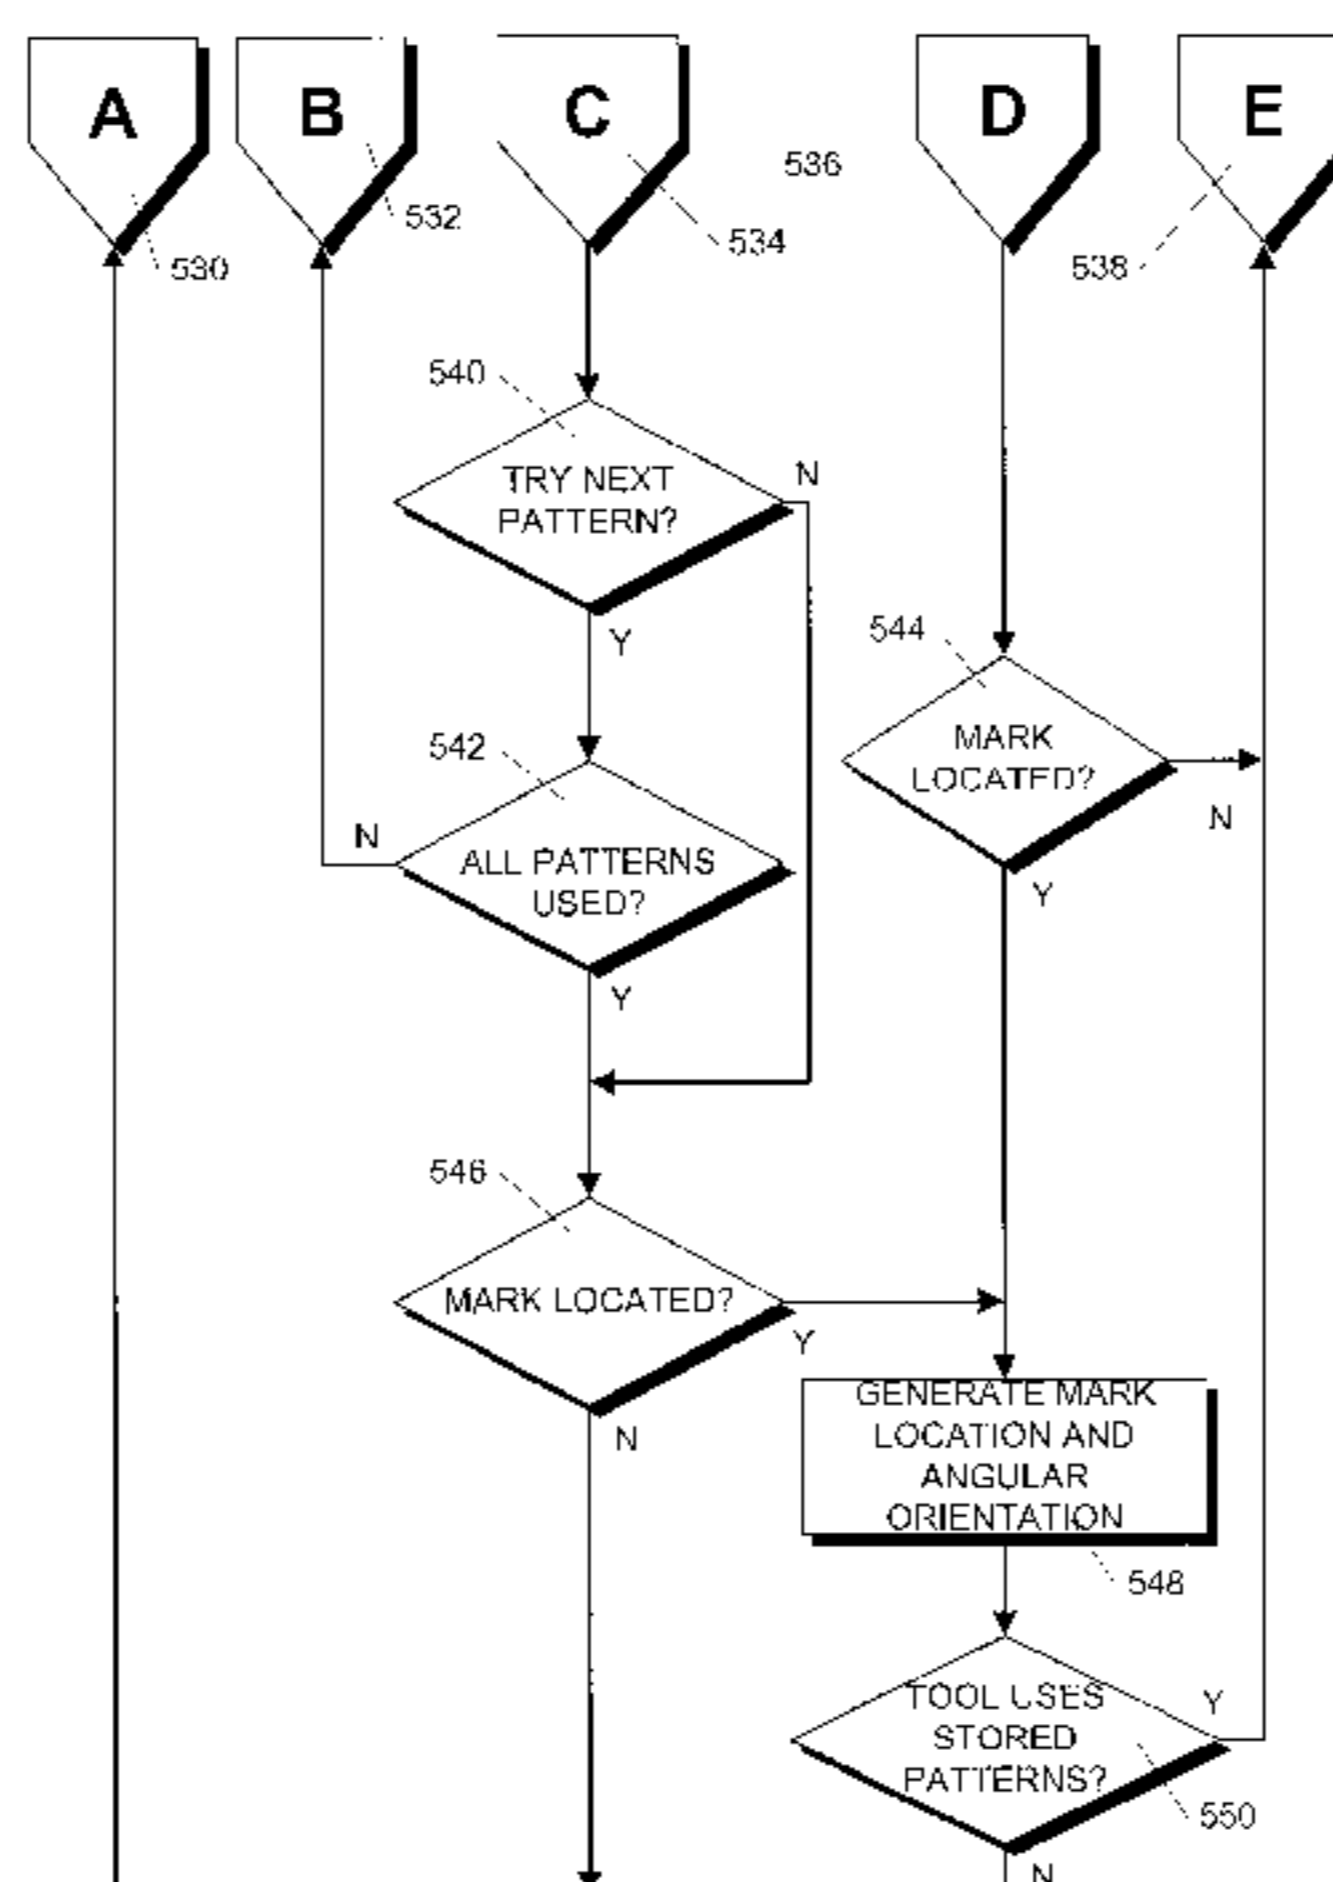 A
B
C
D
E
530
532
534
536
538
540
TRY NEXT
PATTERN?
N
Y
542
ALL PATTERNS
USED?
N
Y
544
MARK
LOCATED?
N
Y
546
MARK LOCATED?
Y
N
GENERATE MARK
LOCATION AND
ANGULAR
ORIENTATION
548
TOOL USES
STORED
PATTERNS?
Y
550
N